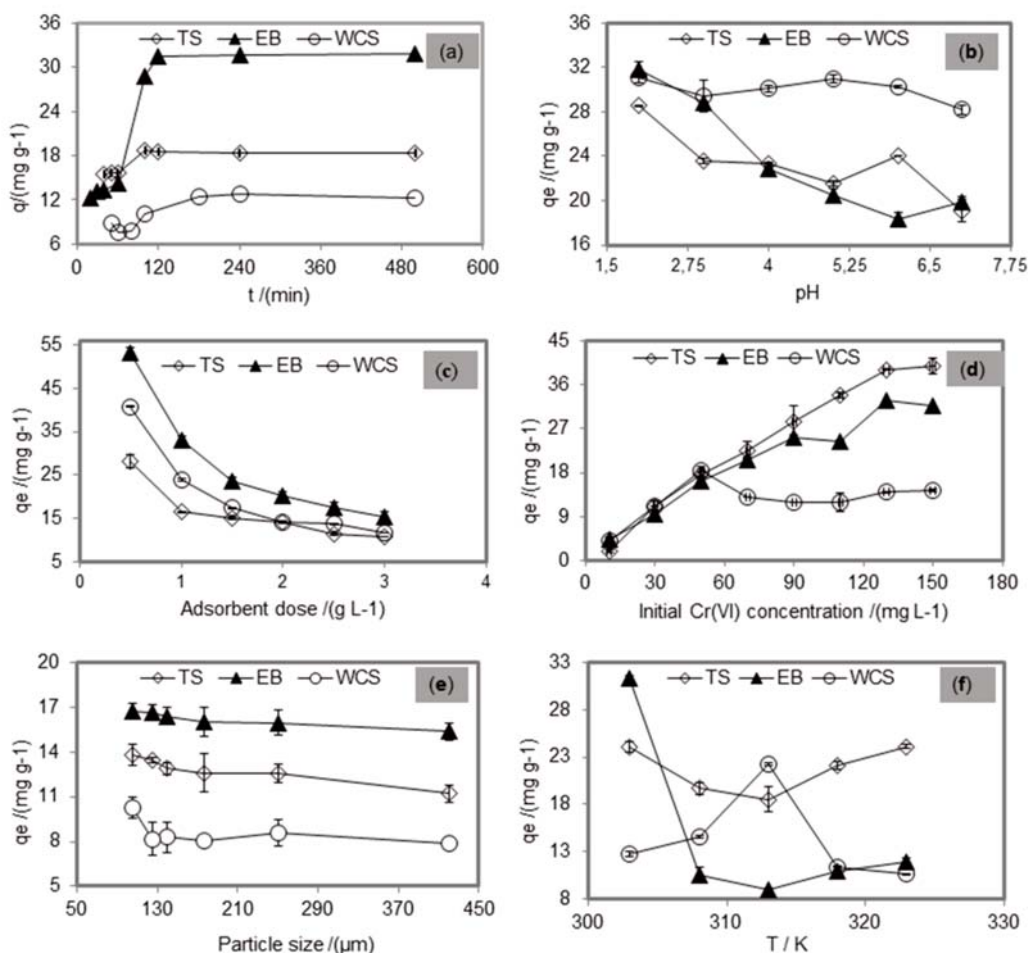 36
30
24
18
12
6
0
120
240
360
480
600
q/(mg g-1)
t /(min)
TS
EB
WCS
(a)
36
32
28
24
20
16
1,5
2,75
4
5,25
6,5
7,75
qe /(mg g-1)
pH
TS
EB
WCS
(b)
55
45
35
25
15
5
0
1
2
3
4
qe /(mg g-1)
Adsorbent dose /(g L-1)
TS
EB
WCS
(c)
45
36
27
18
9
0
0
30
60
90
120
150
180
qe /(mg g-1)
Initial Cr(VI) concentration /(mg L-1)
TS
EB
WCS
(d)
20
17
14
11
8
5
50
130
210
290
370
450
qe /(mg g-1)
Particle size /(µm)
TS
EB
WCS
(e)
33
28
23
18
13
8
300
310
320
330
qe /(mg g-1)
T / K
TS
EB
WCS
(f)